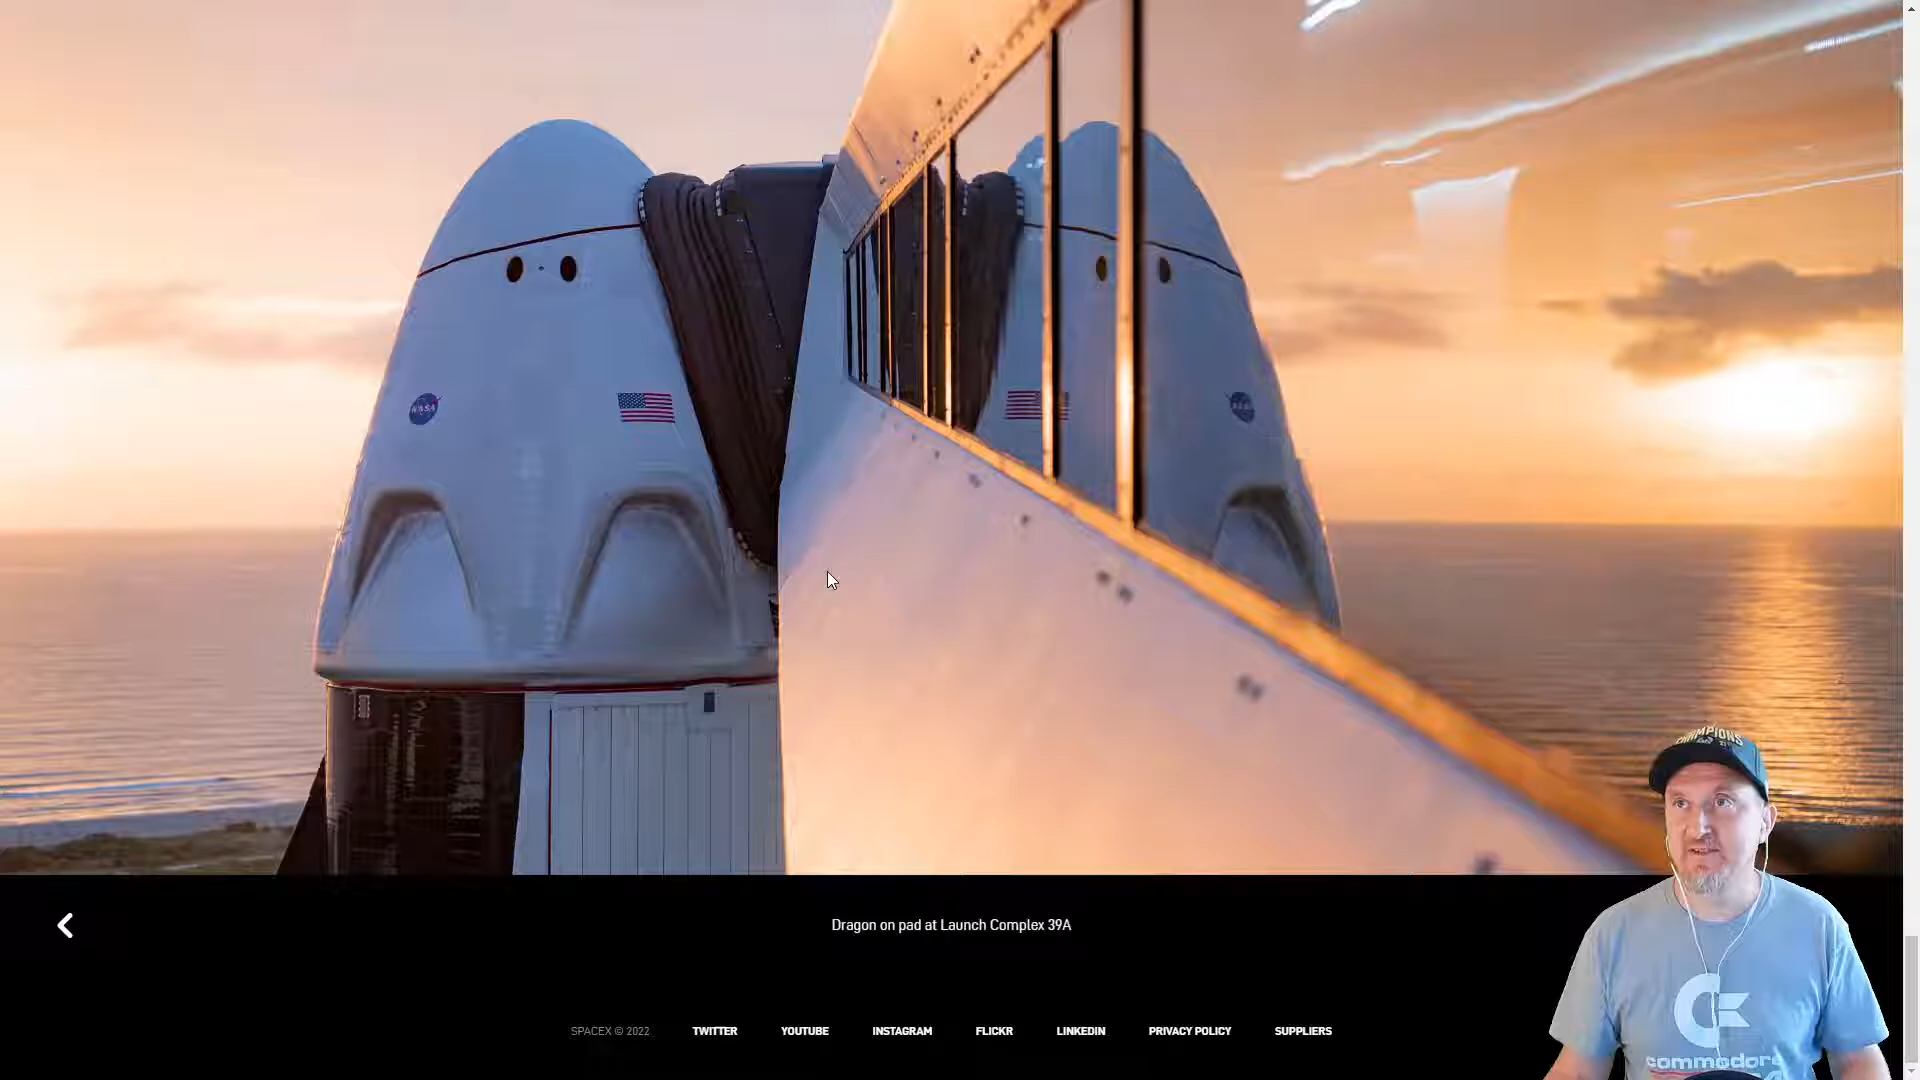 NASA
Dragon on pad at Launch Complex 39A
SPACEX © 2022
TWITTER
YOUTUBE
INSTAGRAM
FLICKR
LINKEDIN
PRIVACY POLICY
SUPPLIERS
CHAMPIONS
commodore